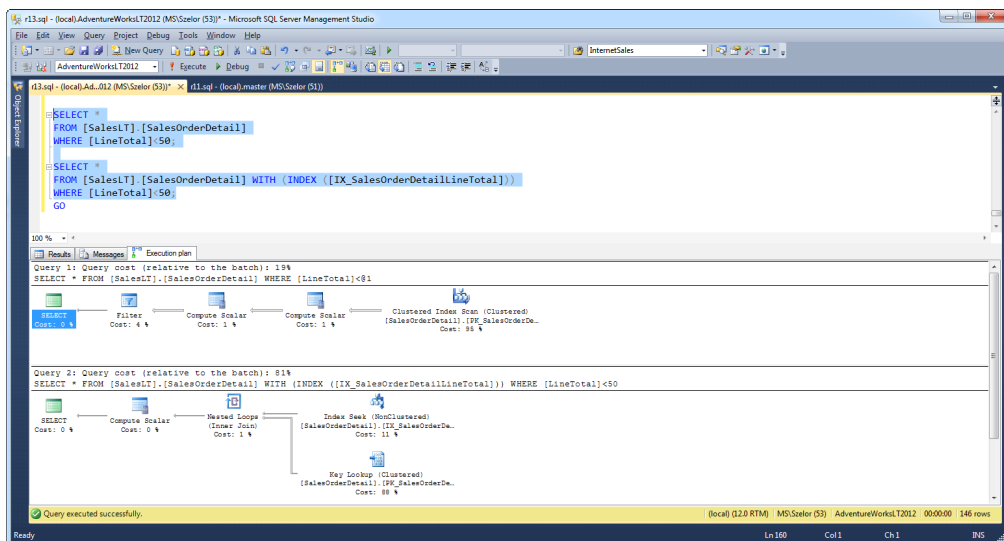 r13.sql - (local).AdventureWorksLT2012 (MS\Szelor (53))* - Microsoft SQL Server Management Studio
File Edit View Query Project Debug Tools Window Help
New Query InternetSales
AdventureWorksLT2012 Execute Debug
r13.sql - (local).Ad...012 (MS\Szelor (53))* r11.sql - (local).master (MS\Szelor (51))
Object Explorer
SELECT *
FROM [SalesLT].[SalesOrderDetail]
WHERE [LineTotal]<50;
SELECT *
FROM [SalesLT].[SalesOrderDetail] WITH (INDEX ([IX_SalesOrderDetailLineTotal]))
WHERE [LineTotal]<50;
GO
100 %
Results Messages Execution plan
Query 1: Query cost (relative to the batch): 19%
SELECT * FROM [SalesLT].[SalesOrderDetail] WHERE [LineTotal]<@1
SELECT
Cost: 0 %
Filter
Cost: 4 %
Compute Scalar
Cost: 1 %
Compute Scalar
Cost: 1 %
Clustered Index Scan (Clustered)
[SalesOrderDetail].[PK_SalesOrderDe…
Cost: 95 %
Query 2: Query cost (relative to the batch): 81%
SELECT * FROM [SalesLT].[SalesOrderDetail] WITH (INDEX ([IX_SalesOrderDetailLineTotal])) WHERE [LineTotal]<50
SELECT
Cost: 0 %
Compute Scalar
Cost: 0 %
Nested Loops
(Inner Join)
Cost: 1 %
Index Seek (NonClustered)
[SalesOrderDetail].[IX_SalesOrderDe…
Cost: 11 %
Key Lookup (Clustered)
[SalesOrderDetail].[PK_SalesOrderDe…
Cost: 88 %
Query executed successfully. (local) (12.0 RTM) MS\Szelor (53) AdventureWorksLT2012 00:00:00 146 rows
Ready Ln 160 Col 1 Ch 1 INS